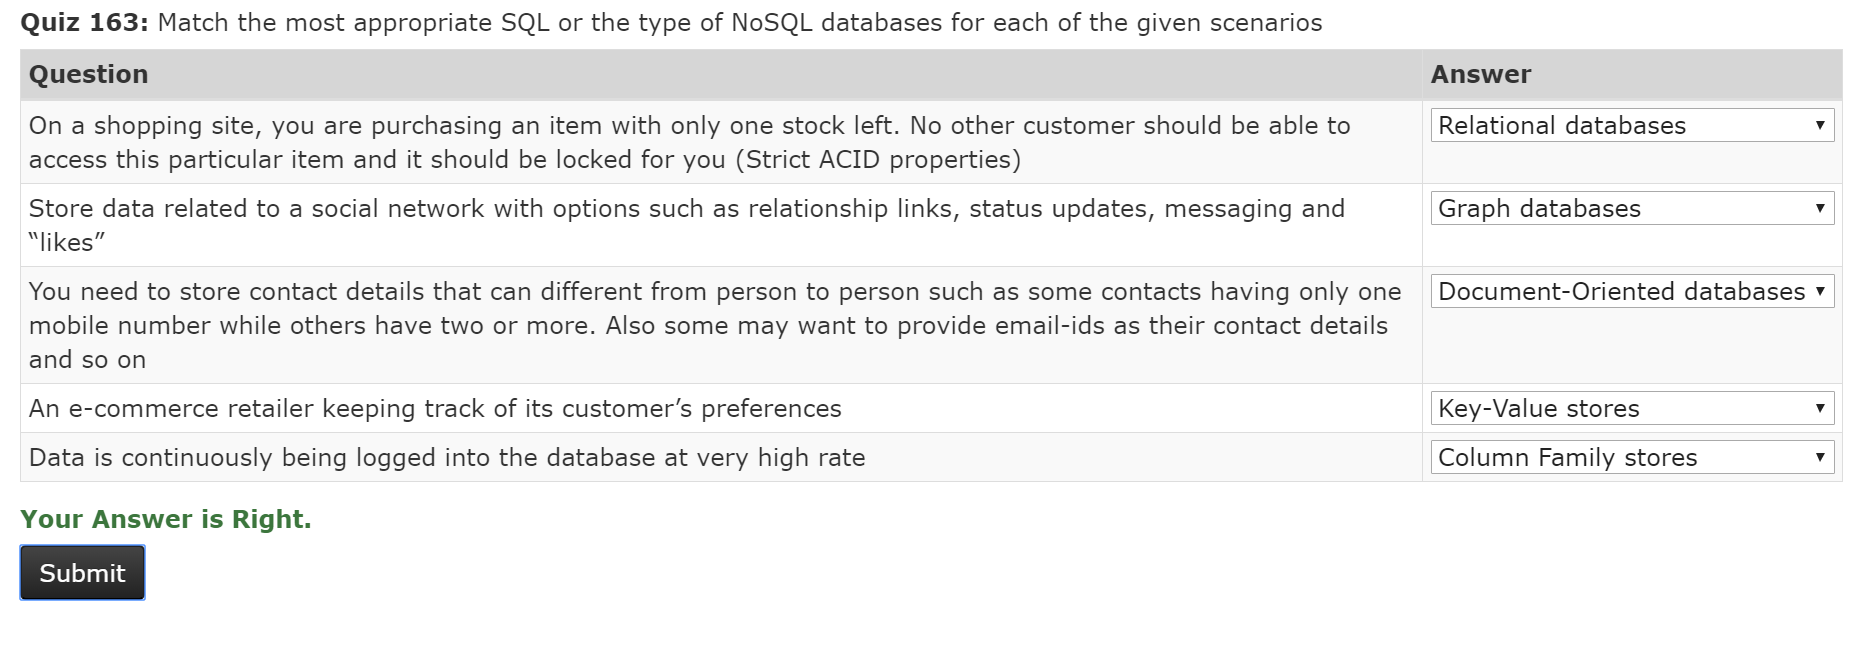 Quiz 163: Match the most appropriate SQL or the type of NoSQL databases for each of the given scenarios
Question Answer
On a shopping site, you are purchasing an item with only one stock left. No other customer should be able to
access this particular item and it should be locked for you (Strict ACID properties)
Relational databases
Store data related to a social network with options such as relationship links, status updates, messaging and
“likes”
Graph databases
You need to store contact details that can different from person to person such as some contacts having only one
mobile number while others have two or more. Also some may want to provide email-ids as their contact details
and so on
Document-Oriented databases
An e-commerce retailer keeping track of its customer’s preferences
Key-Value stores
Data is continuously being logged into the database at very high rate
Column Family stores
Your Answer is Right.
Submit